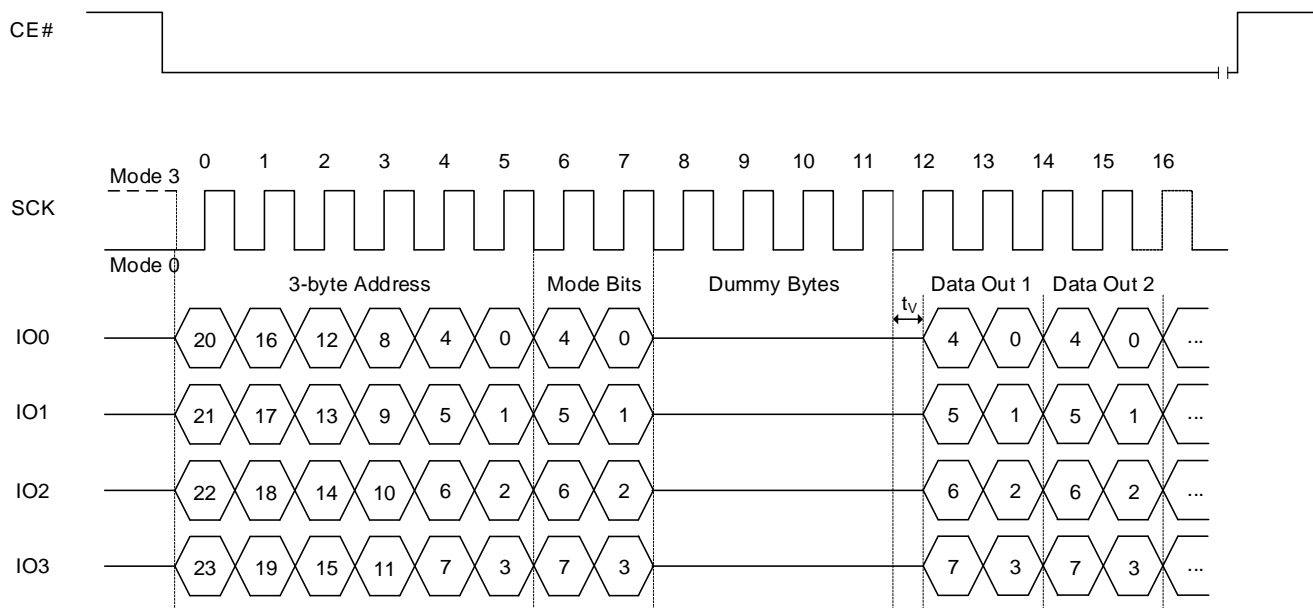 CE#
0 1 2 3 4 5 6 7 8 9 10 11 12 13 14 15 16
Mode 3
SCK
Mode 0
3-byte Address Mode Bits Dummy Bytes Data Out 1 Data Out 2
tV
IO0 20 16 12 8 4 0 4 0 4 0 4 0 ...
IO1 21 17 13 9 5 1 5 1 5 1 5 1 ...
IO2 22 18 14 10 6 2 6 2 6 2 6 2 ...
IO3 23 19 15 11 7 3 7 3 7 3 7 3 ...